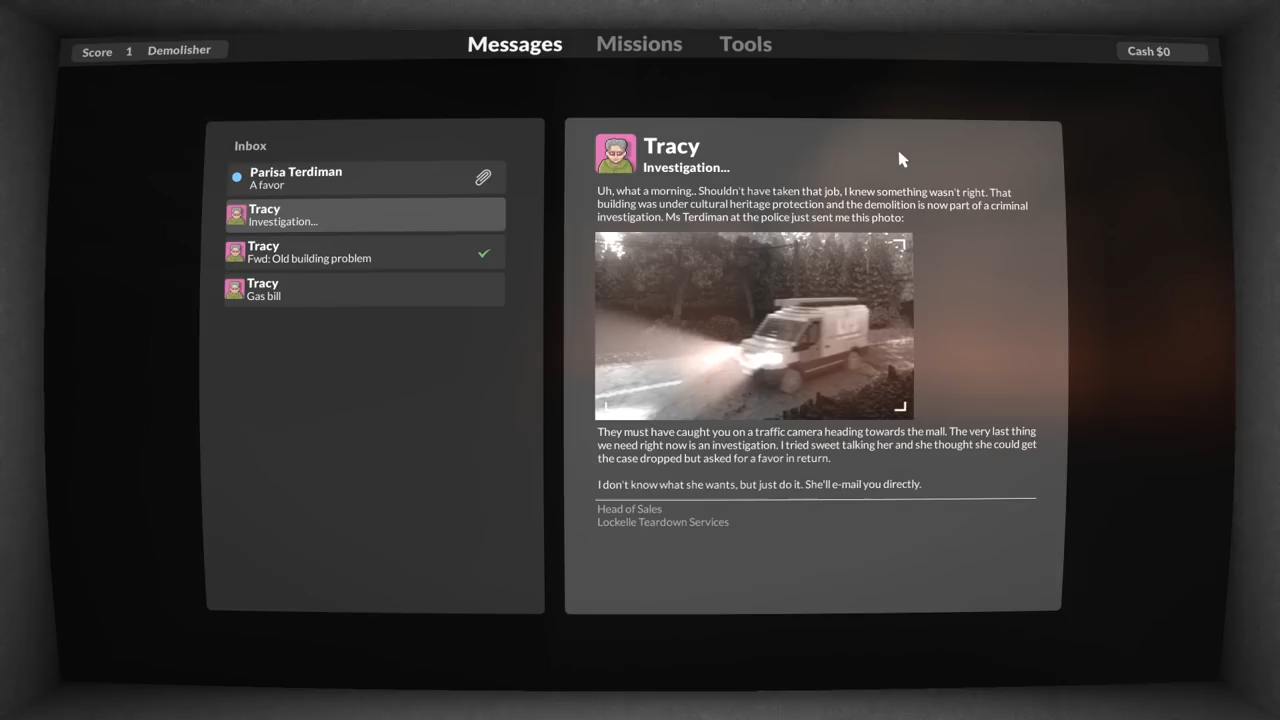 Score 1 Demolisher
Messages Missions Tools
Cash $0
Inbox
Parisa Terdiman
A favor
Tracy
Investigation...
Tracy
Fwd: Old building problem
Tracy
Gas bill
Tracy
Investigation...
Uh, what a morning.. Shouldn't have taken that job, I knew something wasn't right. That
building was under cultural heritage protection and the demolition is now part of a criminal
investigation. Ms Terdiman at the police just sent me this photo:
They must have caught you on a traffic camera heading towards the mall. The very last thing
we need right now is an investigation. I tried sweet talking her and she thought she could get
the case dropped but asked for a favor in return.
I don't know what she wants, but just do it. She'll e-mail you directly.
Head of Sales
Lockelle Teardown Services